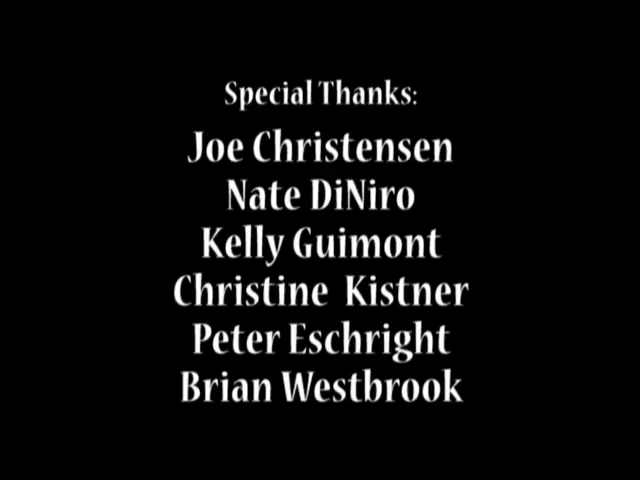 Special Thanks:
Joe Christensen
Nate DiNiro
Kelly Guimont
Christine Kistner
Peter Eschright
Brian Westbrook